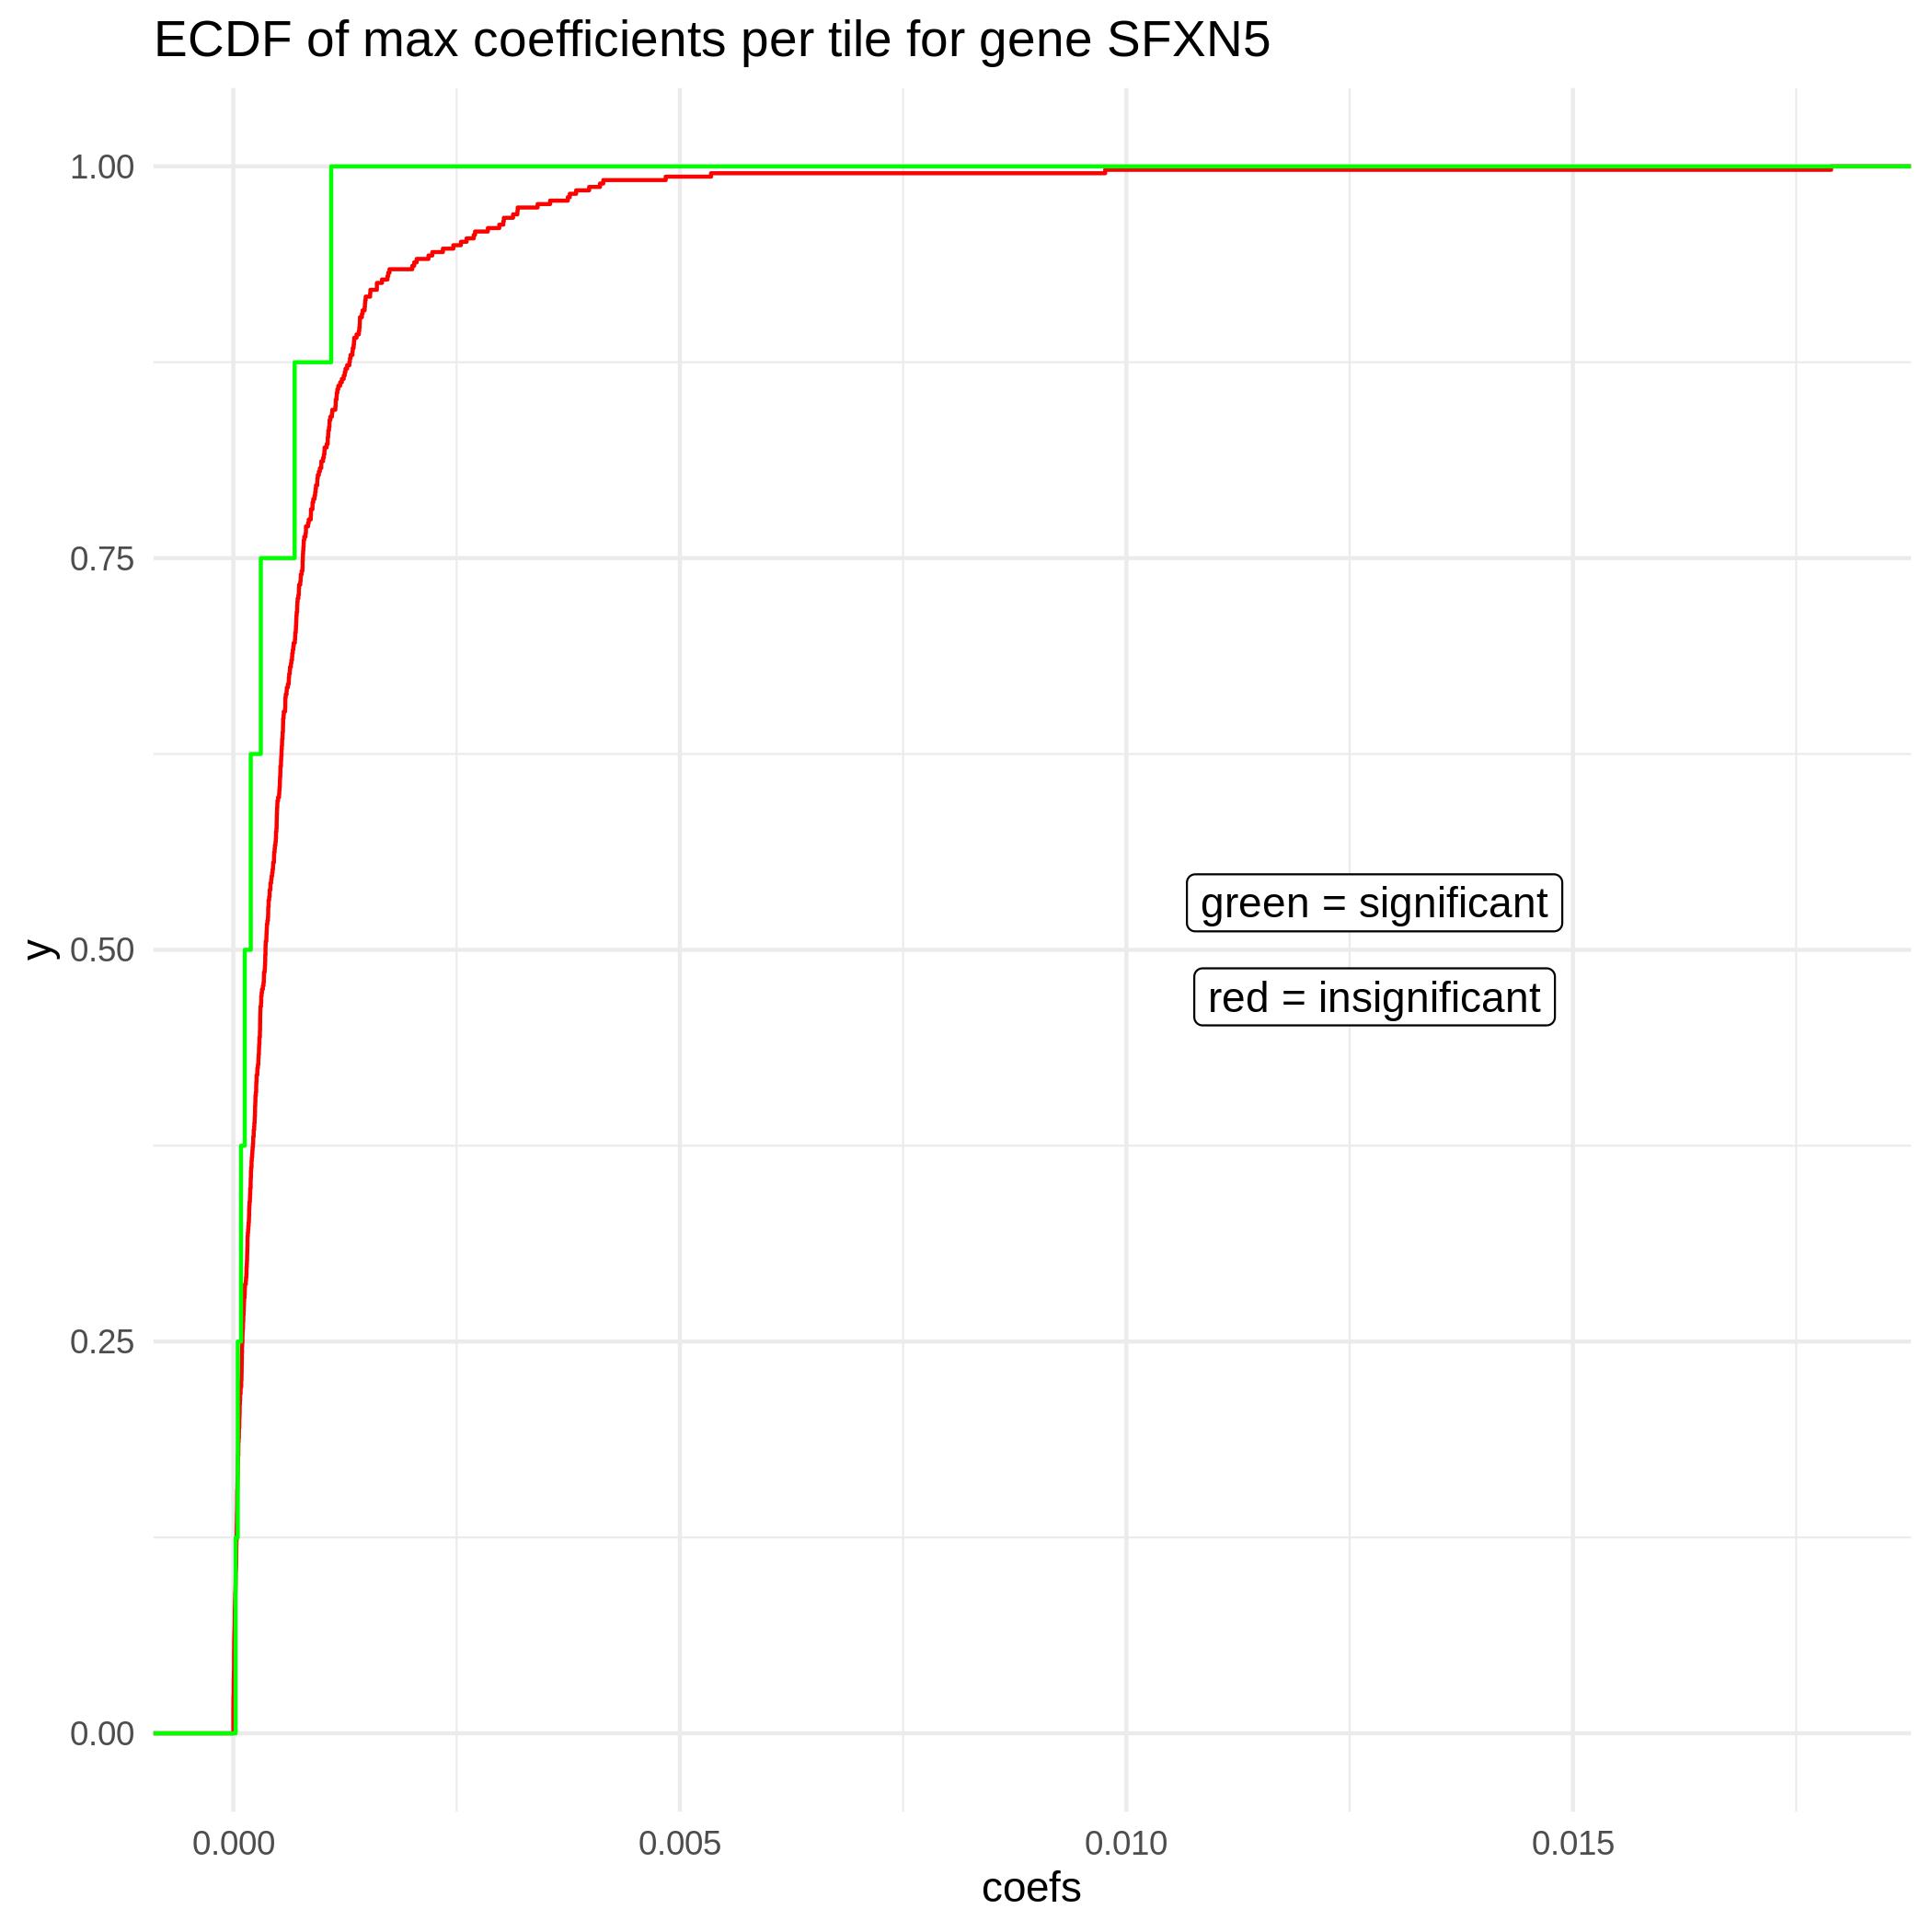 ECDF of max coefficients per tile for gene SFXN5
1.00
0.75
0.50
0.25
0.00
y
green = significant
red = insignificant
0.000
0.005
0.010
0.015
coefs